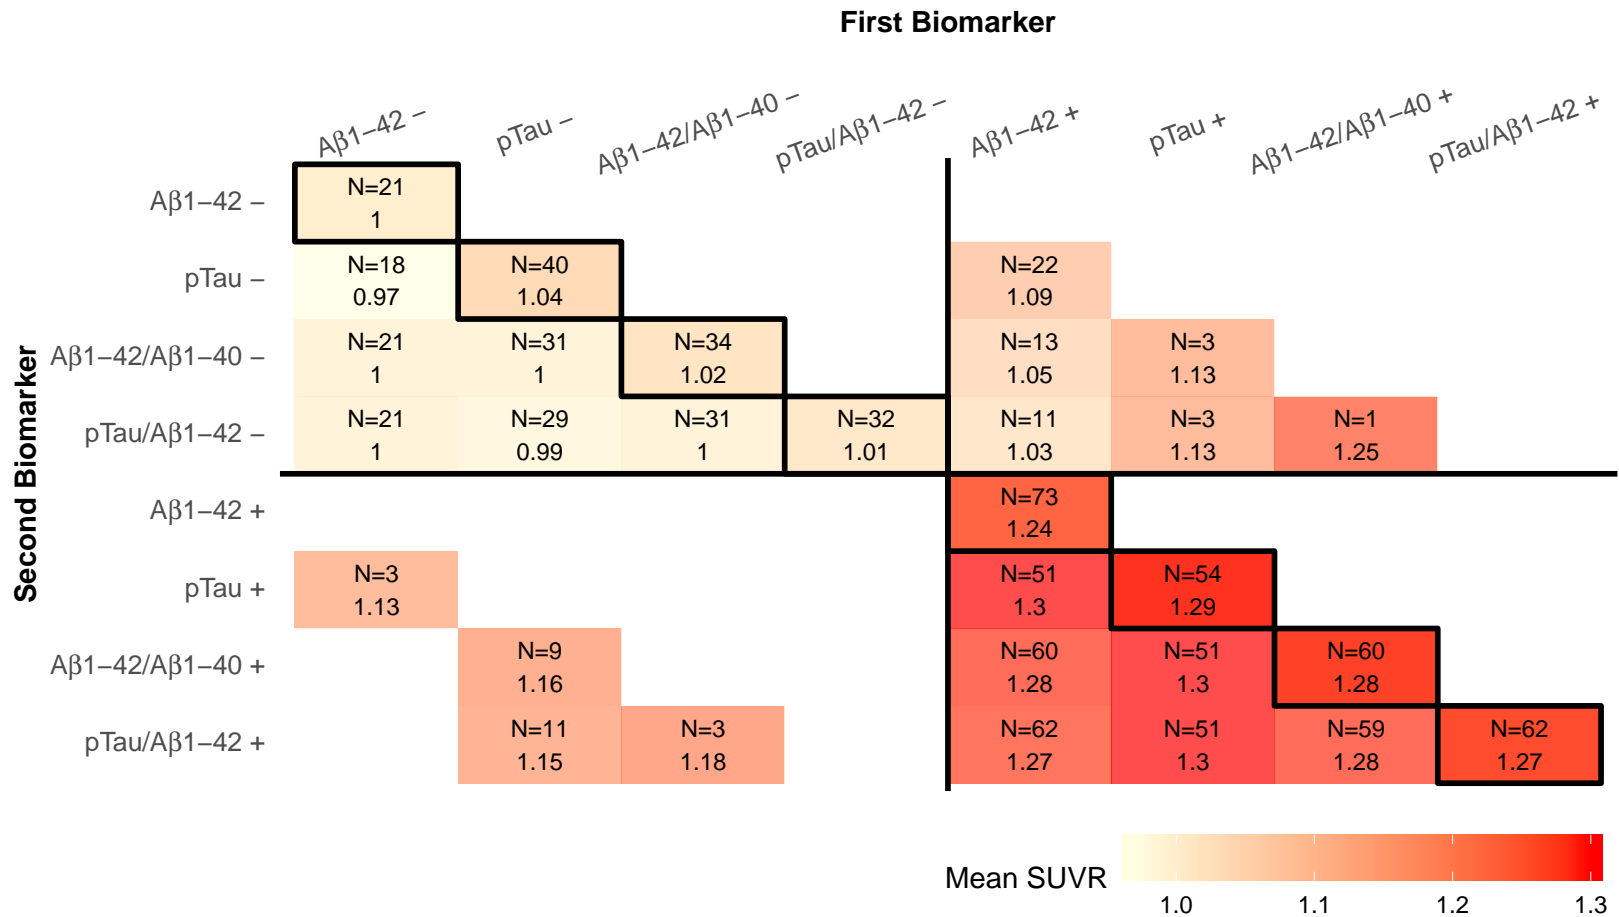 First Biomarker
Aβ1−42 −
pTau −
Aβ1−42/Aβ1−40 −
pTau/Aβ1−42 −
Aβ1−42 +
pTau +
Aβ1−42/Aβ1−40 +
pTau/Aβ1−42 +
Second Biomarker
Aβ1−42 −
N=21
1
pTau −
N=18 N=40 N=22
0.97 1.04 1.09
Aβ1−42/Aβ1−40 −
N=21 N=31 N=34 N=13 N=3
1 1 1.02 1.05 1.13
pTau/Aβ1−42 −
N=21 N=29 N=31 N=32 N=11 N=3 N=1
1 0.99 1 1.01 1.03 1.13 1.25
Aβ1−42 +
N=73
1.24
pTau +
N=3 N=51 N=54
1.13 1.3 1.29
Aβ1−42/Aβ1−40 +
N=9 N=60 N=51 N=60
1.16 1.28 1.3 1.28
pTau/Aβ1−42 +
N=11 N=3 N=62 N=51 N=59 N=62
1.15 1.18 1.27 1.3 1.28 1.27
Mean SUVR
1.0 1.1 1.2 1.3